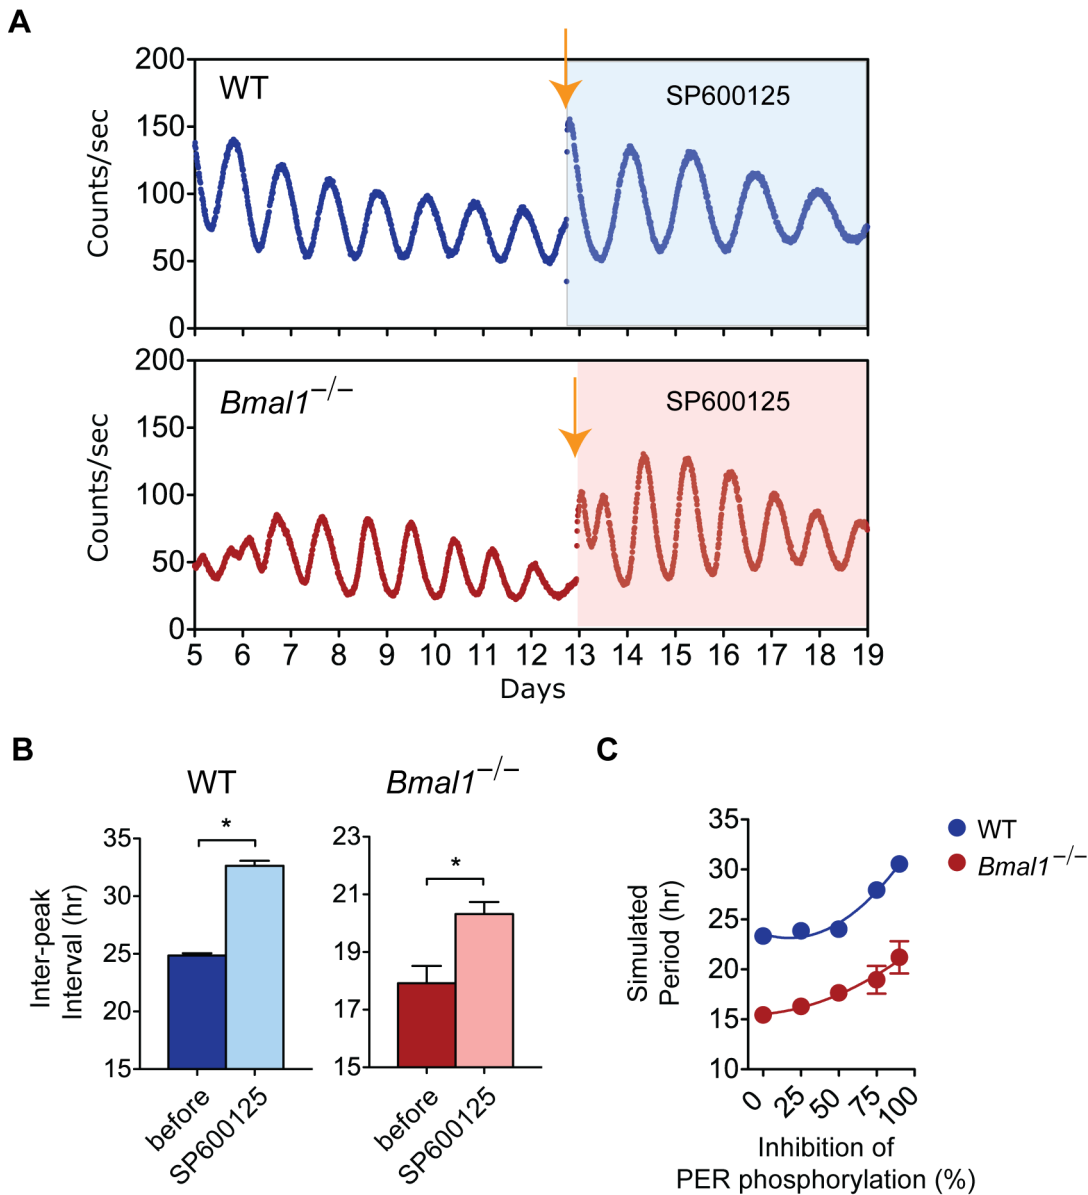 A
WT
SP600125
Counts/sec
200
150
100
50
0
Bmal1−/−
SP600125
Counts/sec
200
150
100
50
0
5 6 7 8 9 10 11 12 13 14 15 16 17 18 19
Days
B
WT
Inter-peak
Interval (hr)
35
30
25
20
15
*
before
SP600125
Bmal1−/−
23
21
19
17
15
*
before
SP600125
C
Simulated
Period (hr)
35
30
25
20
15
10
0 25 50 75 100
Inhibition of
PER phosphorylation (%)
WT
Bmal1−/−